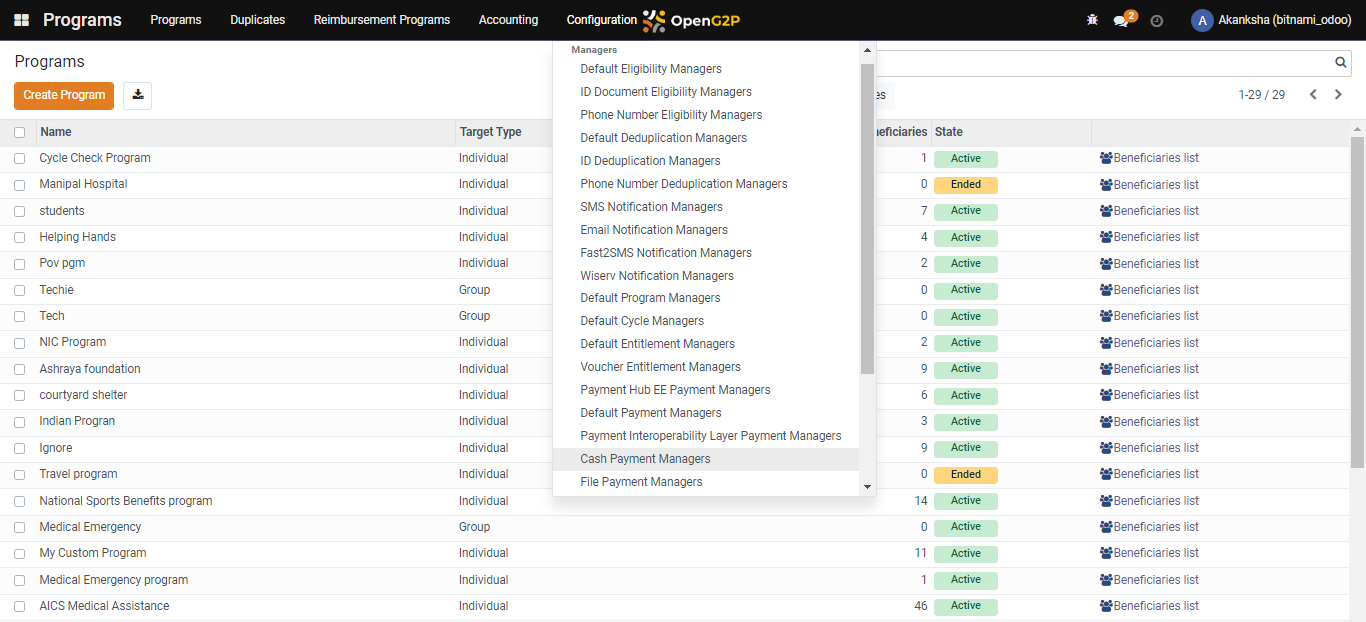 Programs Programs Duplicates Reimbursement Programs Accounting Configuration OpenG2P 2 A Akanksha (bitnami_odoo)
Programs
Create Program
1-29 / 29
Managers
Default Eligibility Managers
ID Document Eligibility Managers
Phone Number Eligibility Managers
Default Deduplication Managers
ID Deduplication Managers
Phone Number Deduplication Managers
SMS Notification Managers
Email Notification Managers
Fast2SMS Notification Managers
Wiserv Notification Managers
Default Program Managers
Default Cycle Managers
Default Entitlement Managers
Voucher Entitlement Managers
Payment Hub EE Payment Managers
Default Payment Managers
Payment Interoperability Layer Payment Managers
Cash Payment Managers
File Payment Managers
Name Target Type eficiaries State
Cycle Check Program Individual 1 Active Beneficiaries list
Manipal Hospital Individual 0 Ended Beneficiaries list
students Individual 7 Active Beneficiaries list
Helping Hands Individual 4 Active Beneficiaries list
Pov pgm Individual 2 Active Beneficiaries list
Techie Group 0 Active Beneficiaries list
Tech Group 0 Active Beneficiaries list
NIC Program Individual 2 Active Beneficiaries list
Ashraya foundation Individual 9 Active Beneficiaries list
courtyard shelter Individual 6 Active Beneficiaries list
Indian Progran Individual 3 Active Beneficiaries list
Ignore Individual 9 Active Beneficiaries list
Travel program Individual 0 Ended Beneficiaries list
National Sports Benefits program Individual 14 Active Beneficiaries list
Medical Emergency Group 0 Active Beneficiaries list
My Custom Program Individual 11 Active Beneficiaries list
Medical Emergency program Individual 1 Active Beneficiaries list
AICS Medical Assistance Individual 46 Active Beneficiaries list